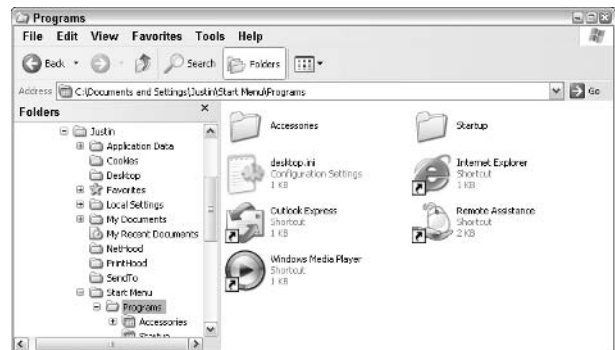 Programs
File Edit View Favorites Tools Help
Back Search Folders
Address C:\Documents and Settings\Justin\Start Menu\Programs Go
Folders
Justin
Application Data
Cookies
Desktop
Favorites
Local Settings
My Documents
My Recent Documents
NetHood
PrintHood
SendTo
Start Menu
Programs
Accessories
Startup
Accessories
Startup
desktop.ini
Configuration Settings
1 KB
Internet Explorer
Shortcut
1 KB
Outlook Express
Shortcut
1 KB
Remote Assistance
Shortcut
2 KB
Windows Media Player
Shortcut
1 KB